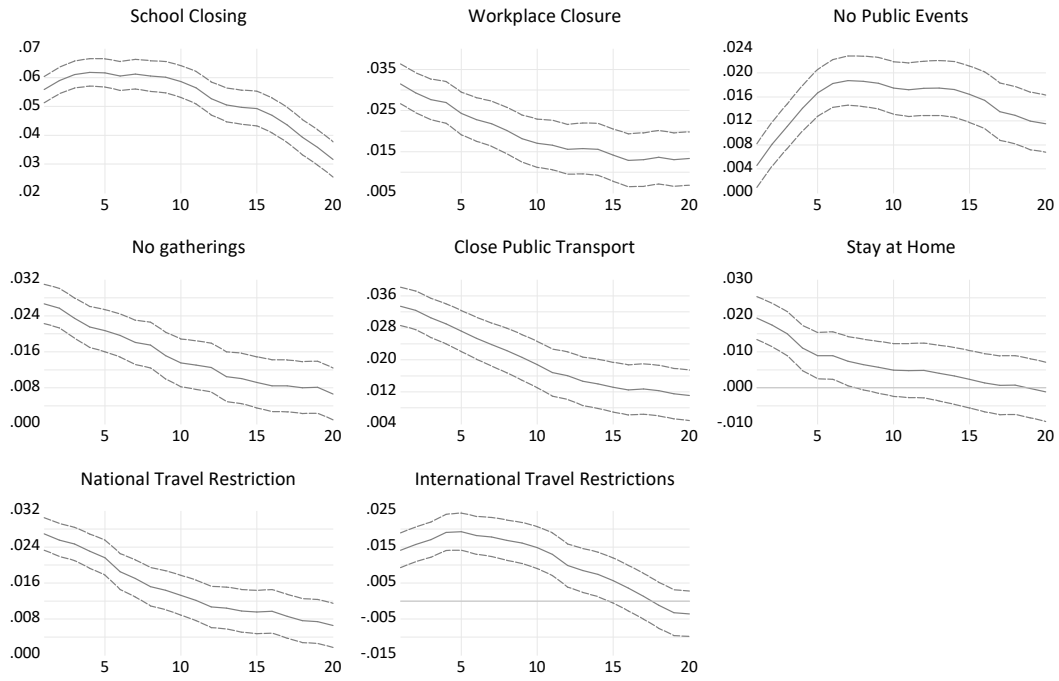 School Closing
.07
.06
.05
.04
.03
.02
5 10 15 20
Workplace Closure
.035
.025
.015
.005
5 10 15 20
No Public Events
.024
.020
.016
.012
.008
.004
.000
5 10 15 20
No gatherings
.032
.024
.016
.008
.000
5 10 15 20
Close Public Transport
.036
.028
.020
.012
.004
5 10 15 20
Stay at Home
.030
.010
.000
-.010
5 10 15 20
National Travel Restriction
.032
.024
.016
.008
.000
5 10 15 20
International Travel Restrictions
.025
.015
.005
-.005
-.015
5 10 15 20